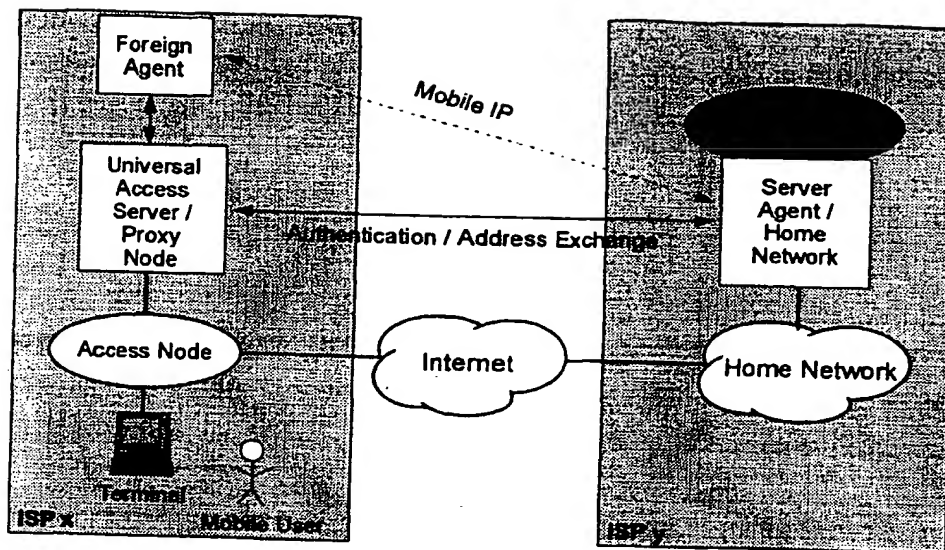 Foreign
Agent
Mobile IP
Universal
Access
Server /
Proxy
Node
Server
Agent /
Home
Network
Authentication / Address Exchange
Access Node
Internet
Home Network
Terminal
Mobile User
ISP x
ISP y